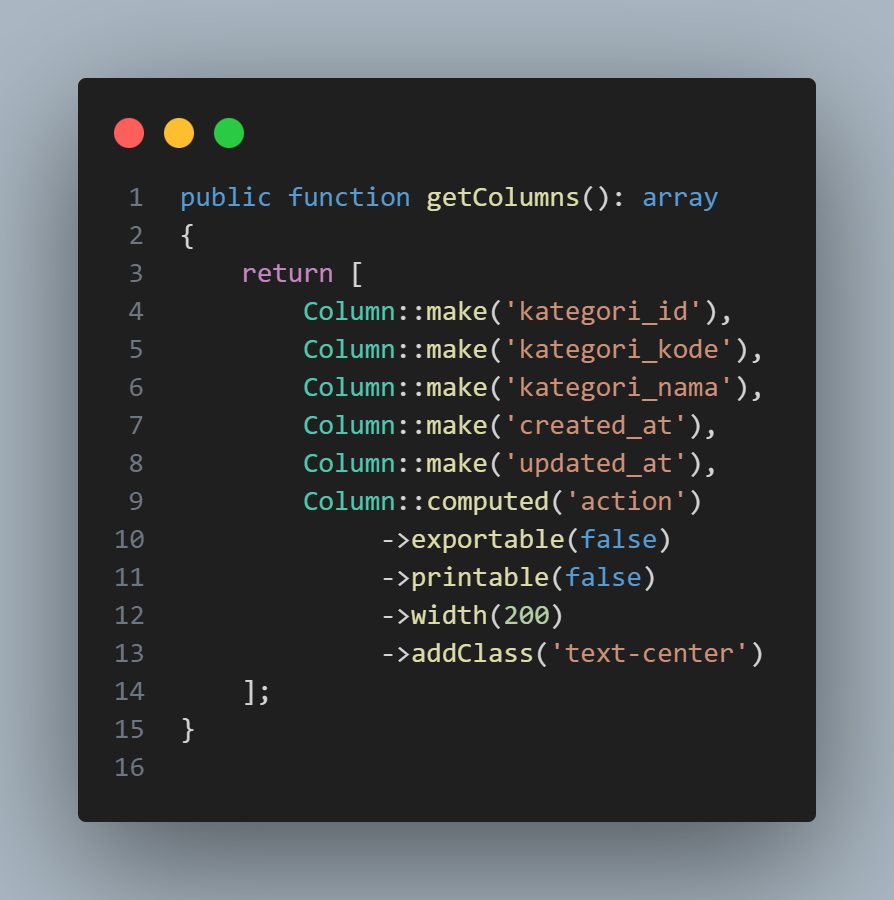 1 public function getColumns(): array
2 {
3     return [
4         Column::make('kategori_id'),
5         Column::make('kategori_kode'),
6         Column::make('kategori_nama'),
7         Column::make('created_at'),
8         Column::make('updated_at'),
9         Column::computed('action')
10             ->exportable(false)
11             ->printable(false)
12             ->width(200)
13             ->addClass('text-center')
14     ];
15 }
16